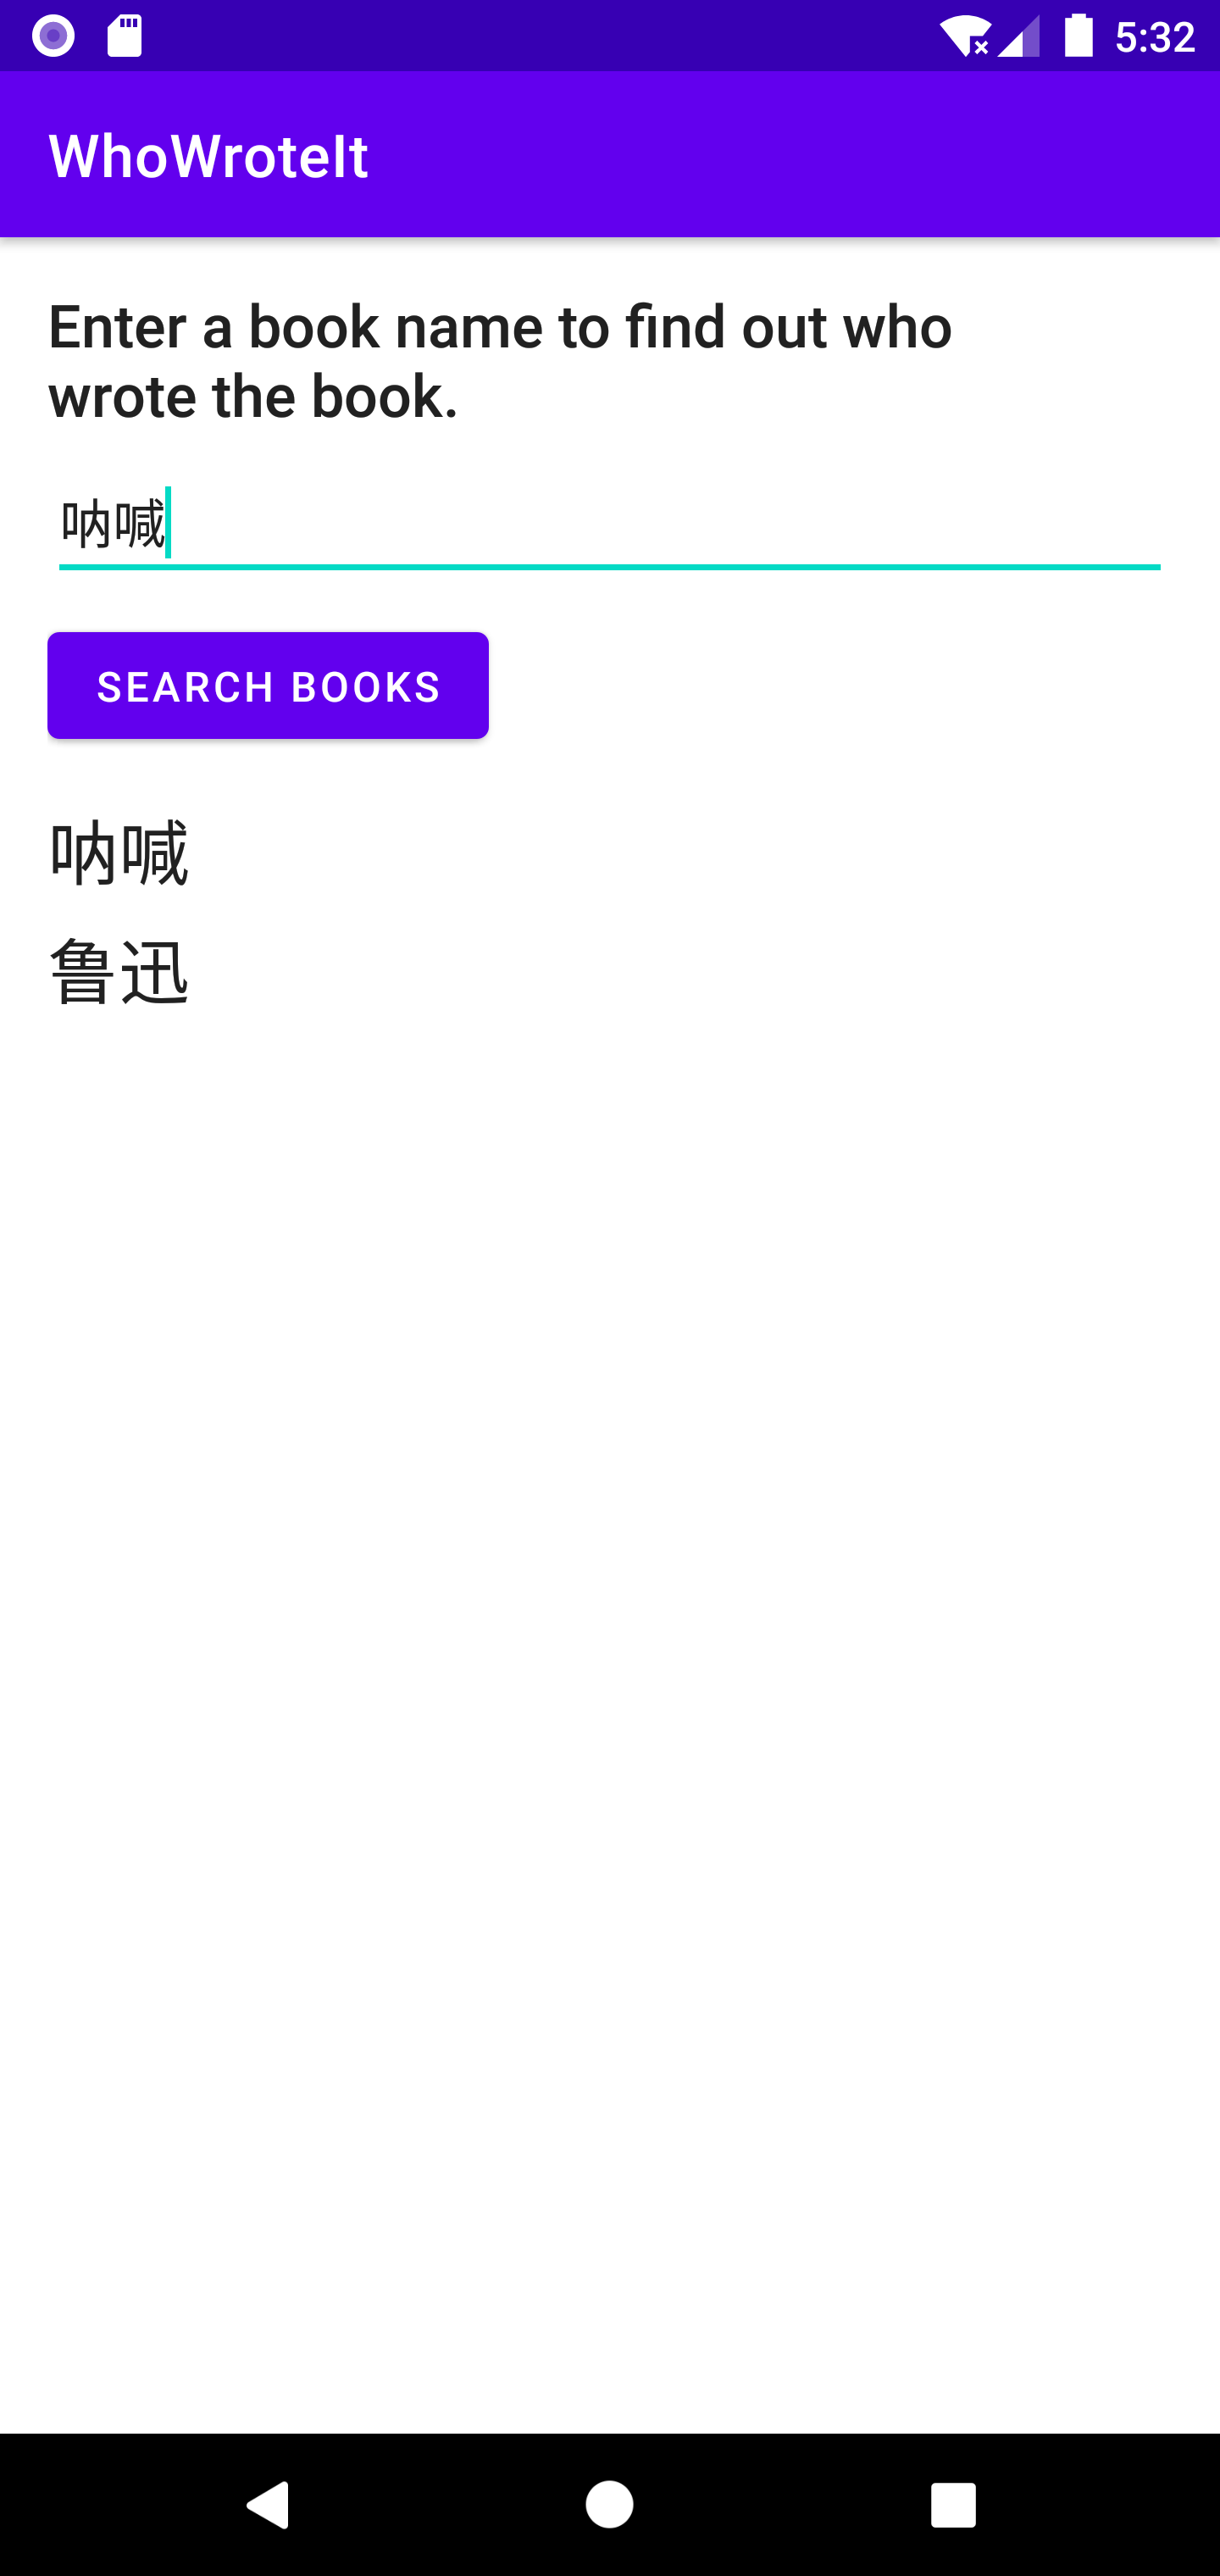 5:32
WhoWroteIt
Enter a book name to find out who
wrote the book.
呐喊
SEARCH BOOKS
呐喊
鲁迅